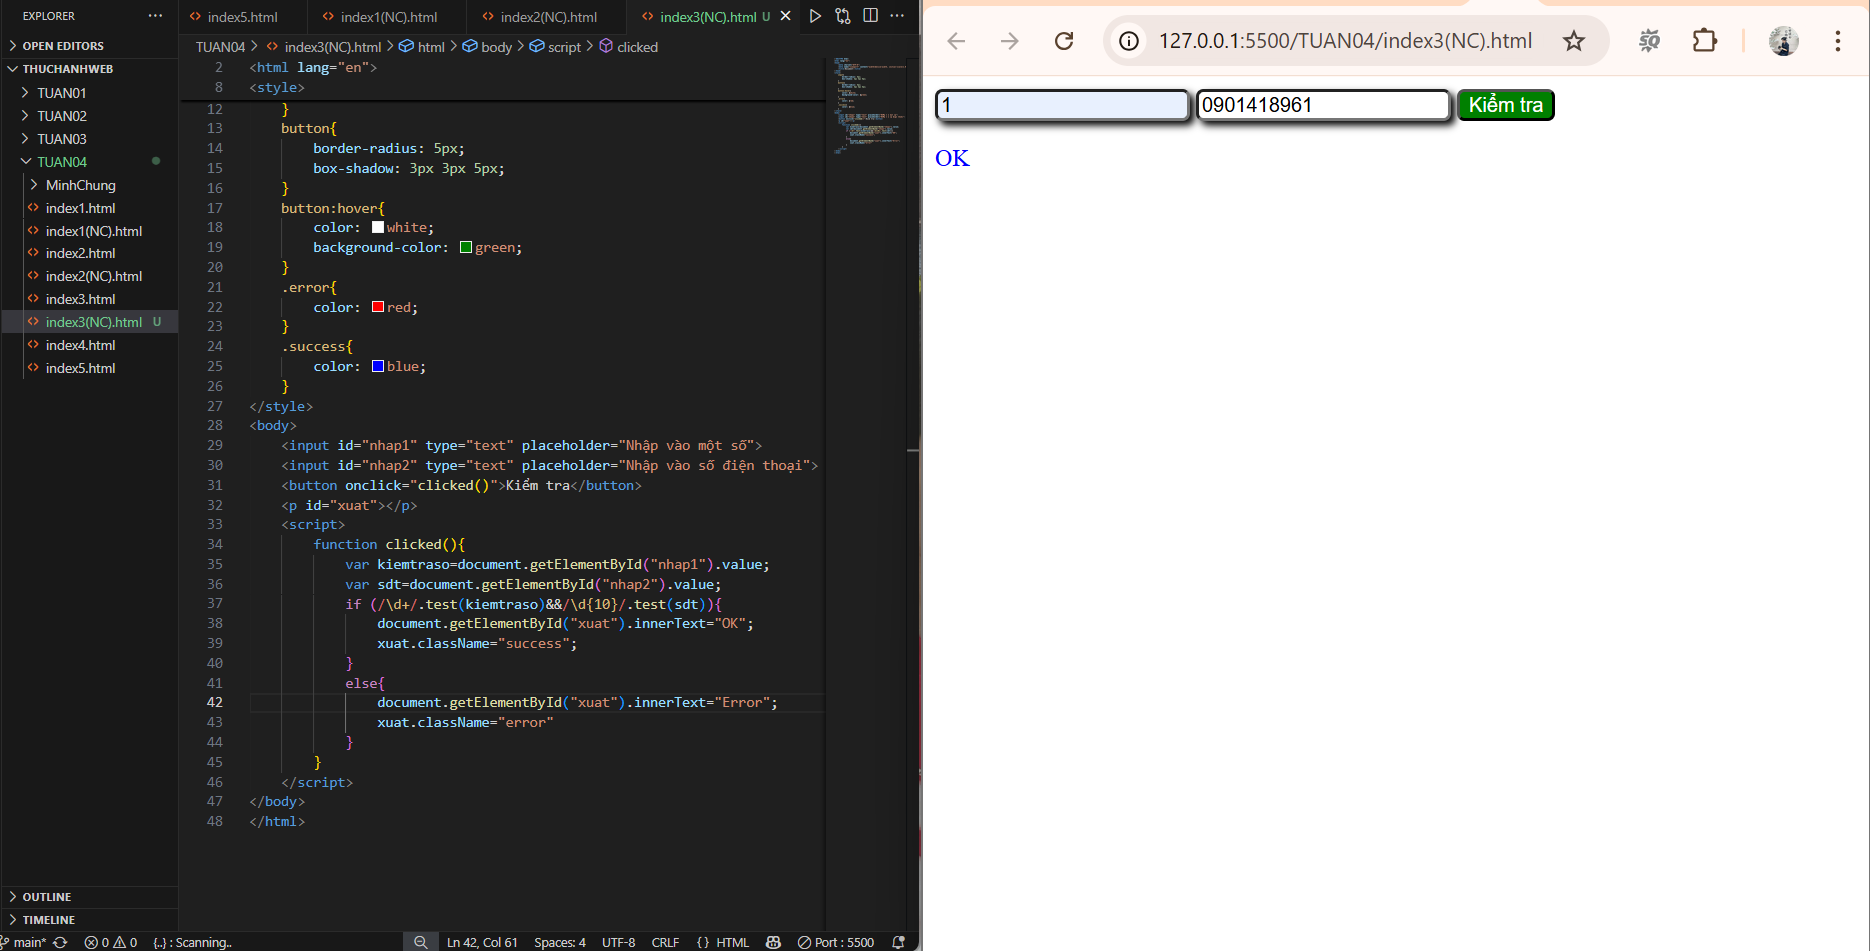 EXPLORER
OPEN EDITORS
THUCHANHWEB
TUAN01
TUAN02
TUAN03
TUAN04
MinhChung
index1.html
index1(NC).html
index2.html
index2(NC).html
index3.html
index3(NC).html U
index4.html
index5.html
OUTLINE
TIMELINE
index5.html index1(NC).html index2(NC).html index3(NC).html U
TUAN04 > index3(NC).html > html > body > script > clicked
2 <html lang="en">
8 <style>
12 }
13 button{
14 border-radius: 5px;
15 box-shadow: 3px 3px 5px;
16 }
17 button:hover{
18 color: white;
19 background-color: green;
20 }
21 .error{
22 color: red;
23 }
24 .success{
25 color: blue;
26 }
27 </style>
28 <body>
29 <input id="nhap1" type="text" placeholder="Nhập vào một số">
30 <input id="nhap2" type="text" placeholder="Nhập vào số điện thoại">
31 <button onclick="clicked()">Kiểm tra</button>
32 <p id="xuat"></p>
33 <script>
34 function clicked(){
35 var kiemtraso=document.getElementById("nhap1").value;
36 var sdt=document.getElementById("nhap2").value;
37 if (/\d+/.test(kiemtraso)&&/\d{10}/.test(sdt)){
38 document.getElementById("xuat").innerText="OK";
39 xuat.className="success";
40 }
41 else{
42 document.getElementById("xuat").innerText="Error";
43 xuat.className="error"
44 }
45 }
46 </script>
47 </body>
48 </html>
main* 0 0 {..} : Scanning.. Ln 42, Col 61 Spaces: 4 UTF-8 CRLF {} HTML Port : 5500
127.0.0.1:5500/TUAN04/index3(NC).html
1 0901418961 Kiểm tra
OK